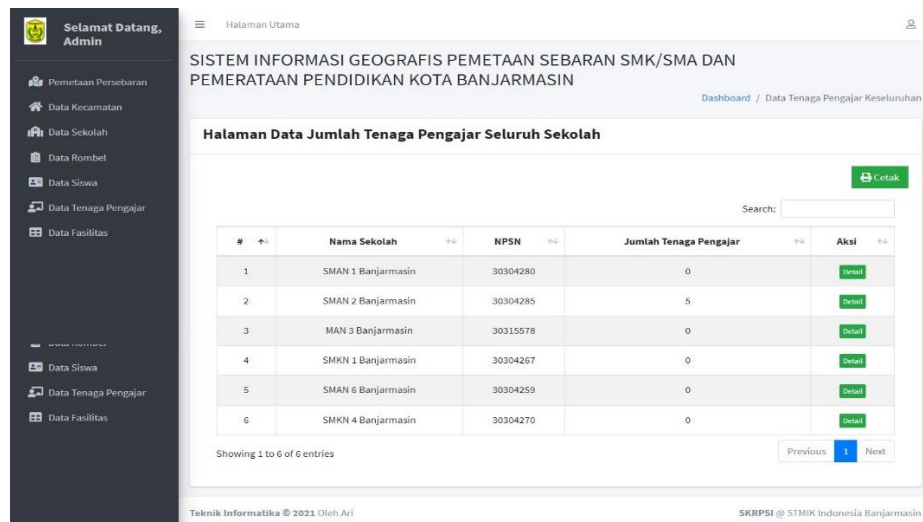 Selamat Datang,
Admin
Pemetaan Persebaran
Data Kecamatan
Data Sekolah
Data Rombel
Data Siswa
Data Tenaga Pengajar
Data Fasilitas
Data Siswa
Data Tenaga Pengajar
Data Fasilitas
Halaman Utama
SISTEM INFORMASI GEOGRAFIS PEMETAAN SEBARAN SMK/SMA DAN
PEMERATAAN PENDIDIKAN KOTA BANJARMASIN
Dashboard / Data Tenaga Pengajar Keseluruhan
Halaman Data Jumlah Tenaga Pengajar Seluruh Sekolah
Cetak
Search:
# Nama Sekolah NPSN Jumlah Tenaga Pengajar Aksi
1 SMAN 1 Banjarmasin 30304280 0 Detail
2 SMAN 2 Banjarmasin 30304285 5 Detail
3 MAN 3 Banjarmasin 30315578 0 Detail
4 SMKN 1 Banjarmasin 30304267 0 Detail
5 SMAN 6 Banjarmasin 30304259 0 Detail
6 SMKN 4 Banjarmasin 30304270 0 Detail
Showing 1 to 6 of 6 entries
Previous 1 Next
Teknik Informatika © 2021 Oleh Ari
SKRPSI @ STMIK Indonesia Banjarmasin